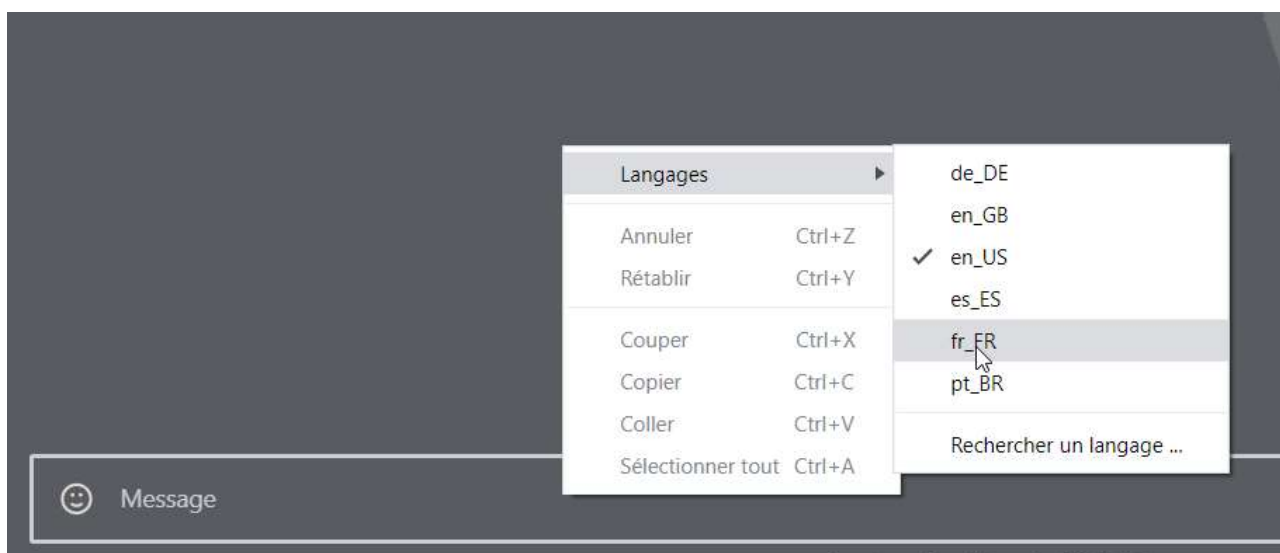 Langages
Annuler Ctrl+Z
Rétablir Ctrl+Y
Couper Ctrl+X
Copier Ctrl+C
Coller Ctrl+V
Sélectionner tout Ctrl+A
de_DE
en_GB
en_US
es_ES
fr_FR
pt_BR
Rechercher un langage ...
Message